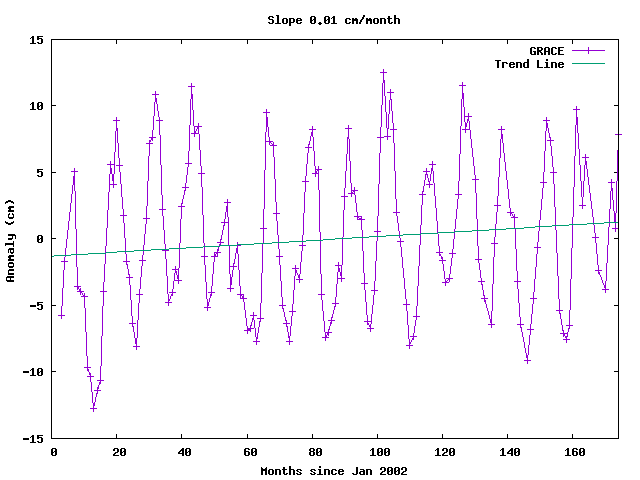 Slope 0.01 cm/month
GRACE
Trend Line
15
10
5
0
-5
-10
-15
Anomaly (cm)
0 20 40 60 80 100 120 140 160
Months since Jan 2002